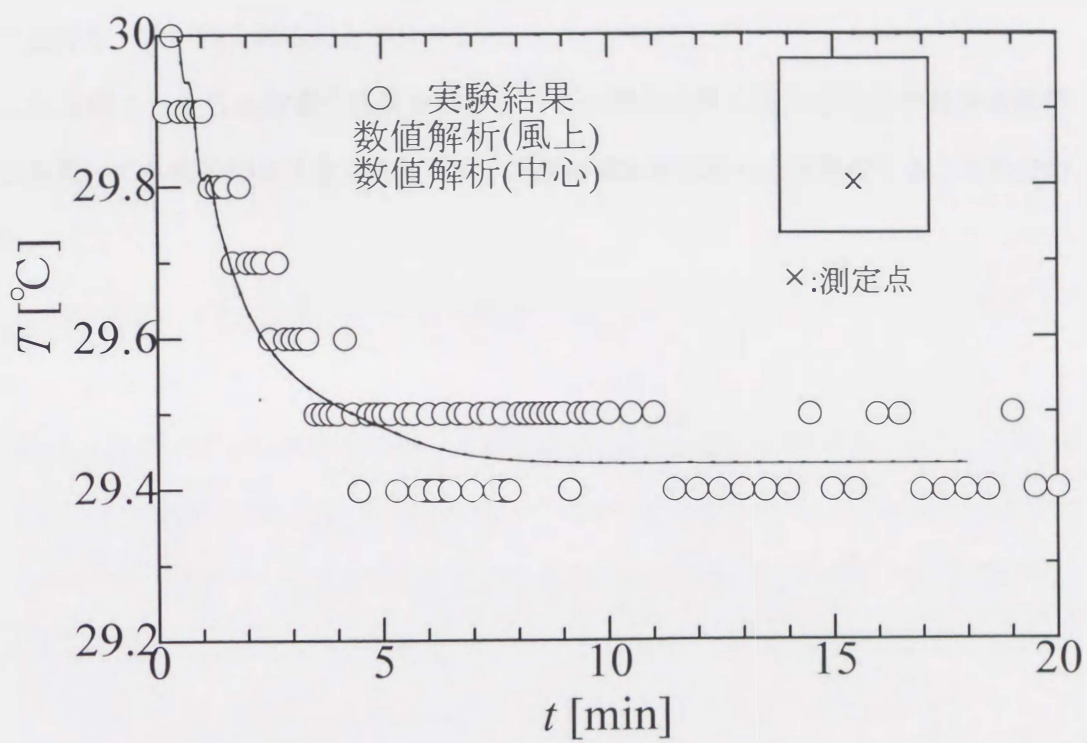 30
○ 実験結果
数値解析(風上)
数値解析(中心)
29.8
×:測定点
T [°C]
29.6
29.4
29.2
0 5 10 15 20
t [min]